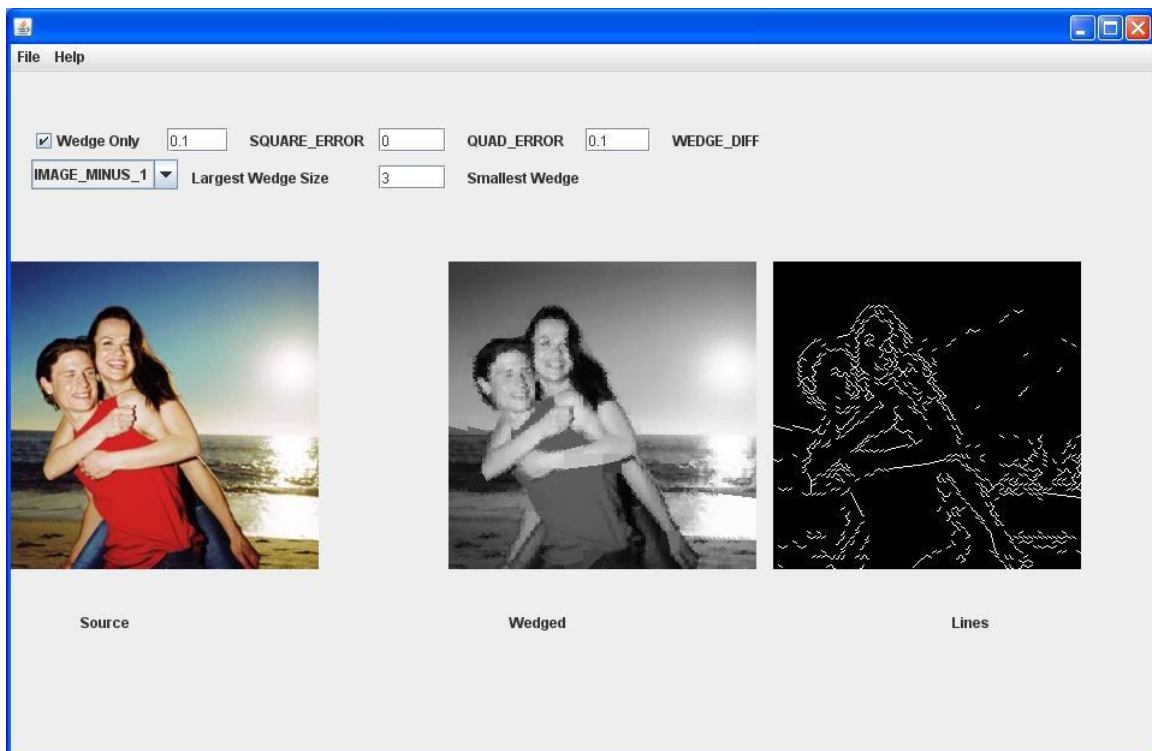 File Help
Wedge Only 0.1 SQUARE_ERROR 0 QUAD_ERROR 0.1 WEDGE_DIFF
IMAGE_MINUS_1 Largest Wedge Size 3 Smallest Wedge
Source Wedged Lines